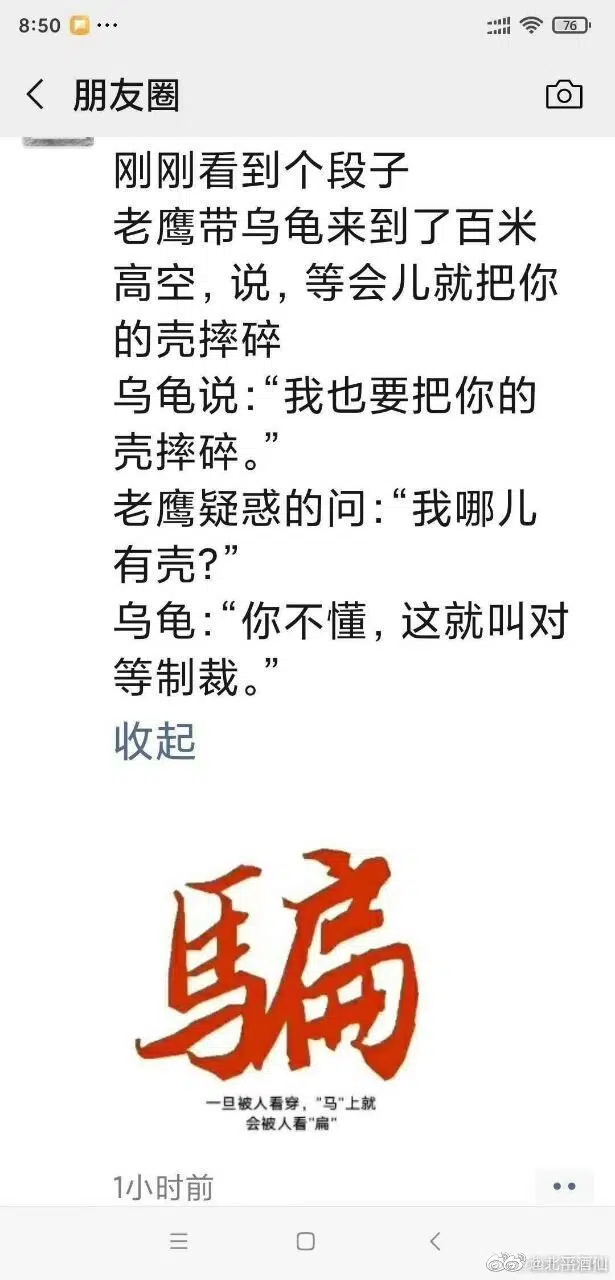 8:50
76
朋友圈
刚刚看到个段子
老鹰带乌龟来到了百米
高空，说，等会儿就把你
的壳摔碎
乌龟说：“我也要把你的
壳摔碎。”
老鹰疑惑的问：“我哪儿
有壳？”
乌龟：“你不懂，这就叫对
等制裁。”
收起
騙
一旦被人看穿，"马"上就
会被人看"扁"
1小时前